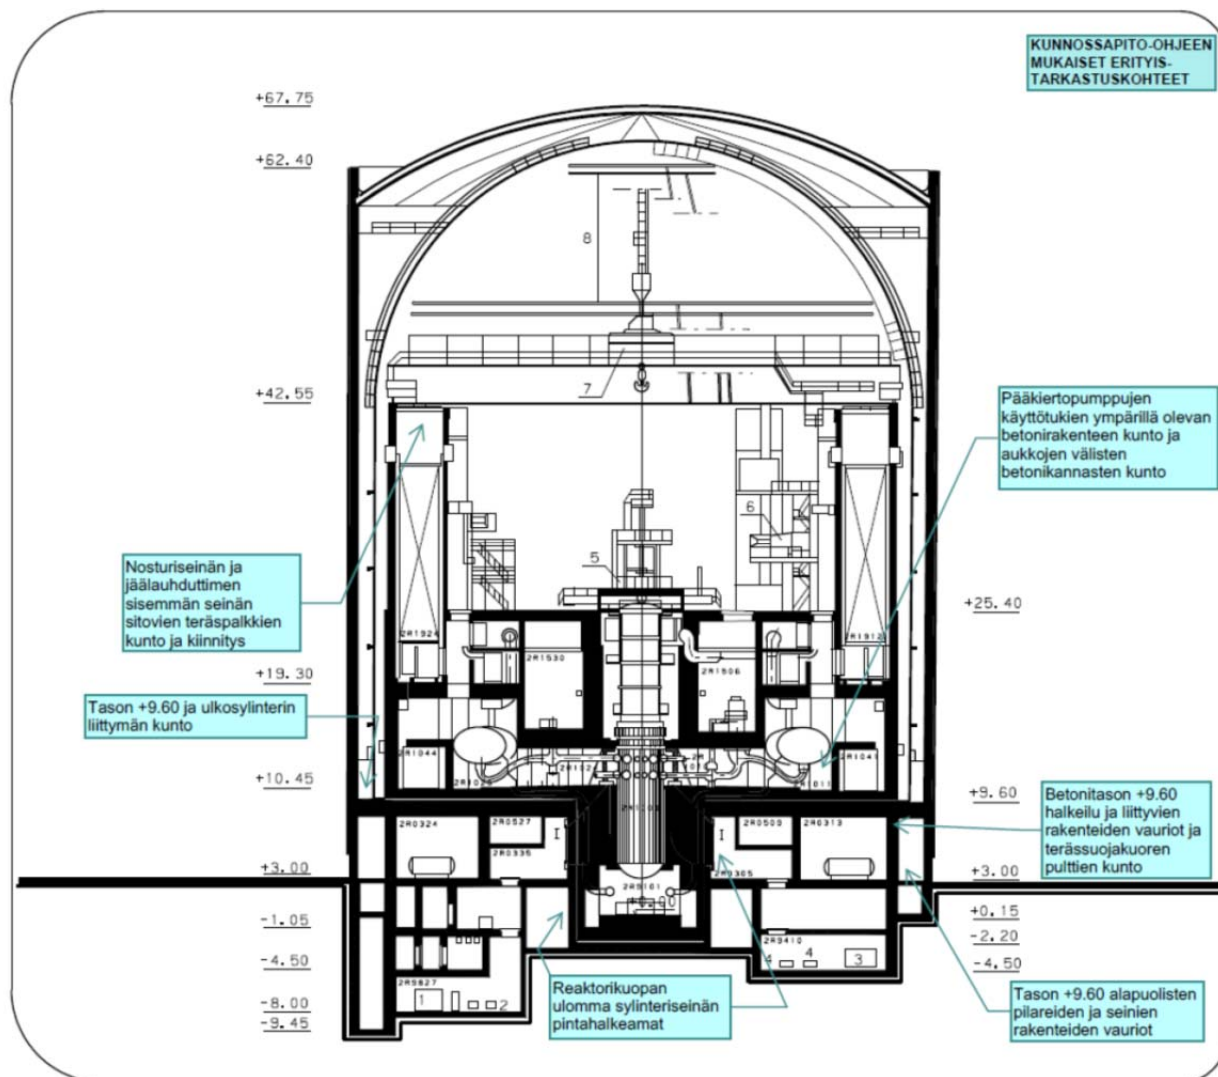 KUNNOSSAPITO-OHJEEN
MUKAISET ERITYIS-
TARKASTUSKOHTEET
+67.75
+62.40
8
7
+42.55
Pääkiertopumppujen
käyttötukien ympärillä olevan
betonirakenteen kunto ja
aukkojen välisten
betonikannasten kunto
6
5
Nosturiseinän ja
jäälauhduttimen
sisemmän seinän
sitovien teräspalkkien
kunto ja kiinnitys
+25.40
2R1530
2R1506
+19.30
Tason +9.60 ja ulkosylinterin
liittymän kunto
2R1044
2R1041
2R1011
+10.45
+9.60
Betonitason +9.60
halkeilu ja liittyvien
rakenteiden vauriot ja
terässuojakuoren
pulttien kunto
2R0324
2R0527
2R0335
I
I
2R0509
2R0313
+3.00
+3.00
2R9101
-1.05
+0.15
-2.20
-4.50
-4.50
2R9410
4
4
3
2R9827
1
2
-8.00
-9.45
Reaktorikuopan
ulomma sylinteriseinän
pintahalkeamat
Tason +9.60 alapuolisten
pilareiden ja seinien
rakenteiden vauriot